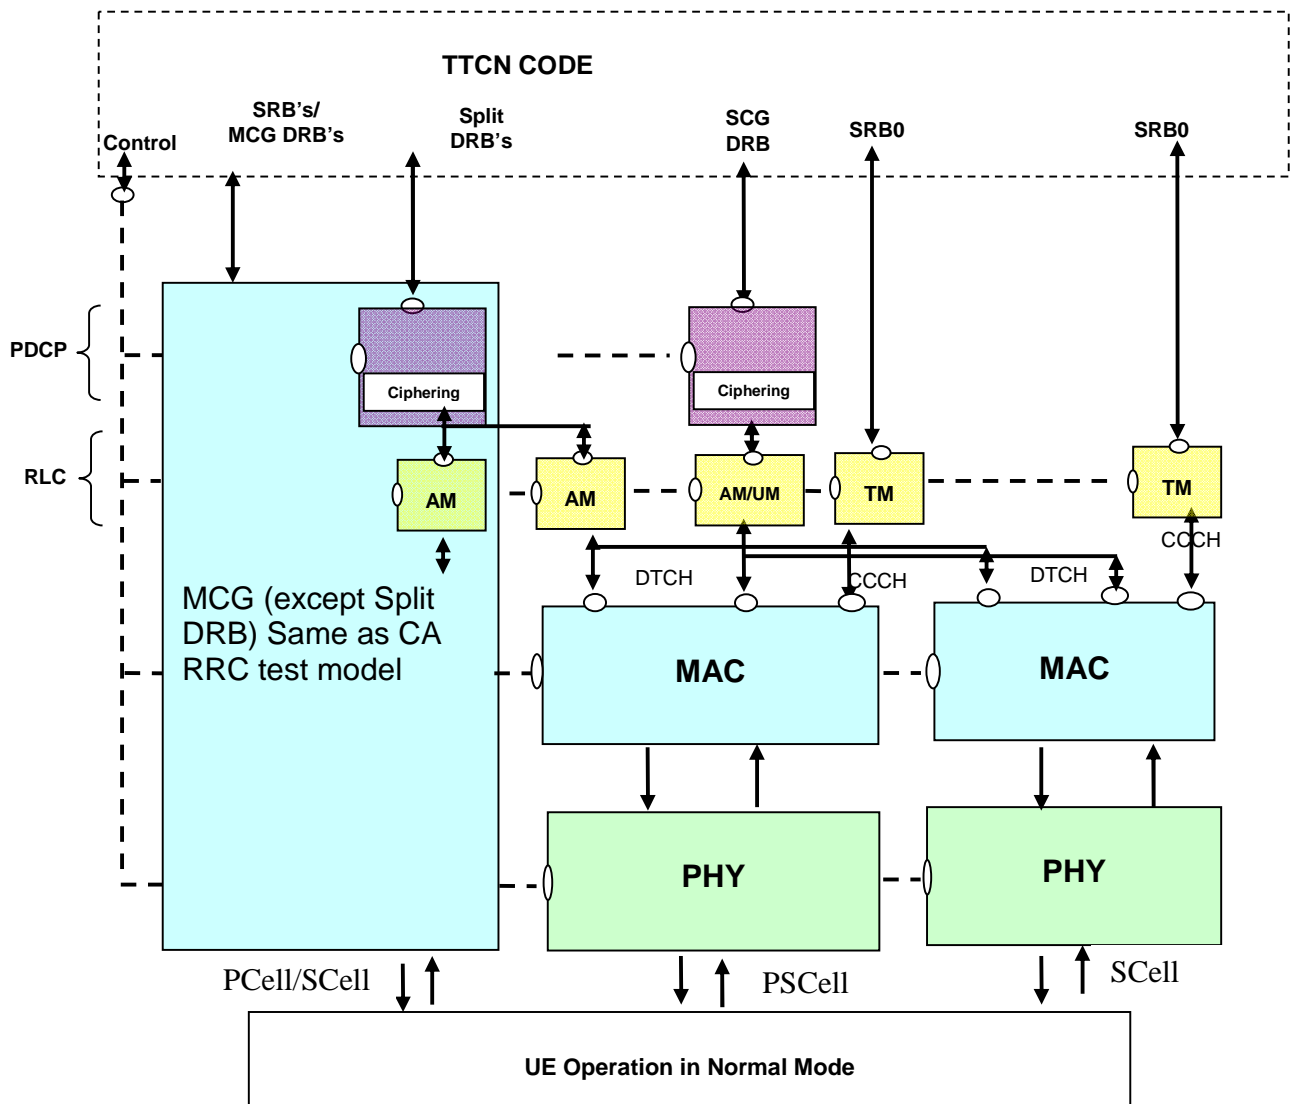 TTCN CODE
SRB's/
MCG DRB's
Split
DRB's
SCG
DRB
SRB0
SRB0
Control
PDCP
Ciphering
Ciphering
RLC
AM
AM
AM/UM
TM
TM
DTCH
CCCH
DTCH
CCCH
MCG (except Split
DRB) Same as CA
RRC test model
MAC
MAC
PHY
PHY
PCell/SCell
PSCell
SCell
UE Operation in Normal Mode